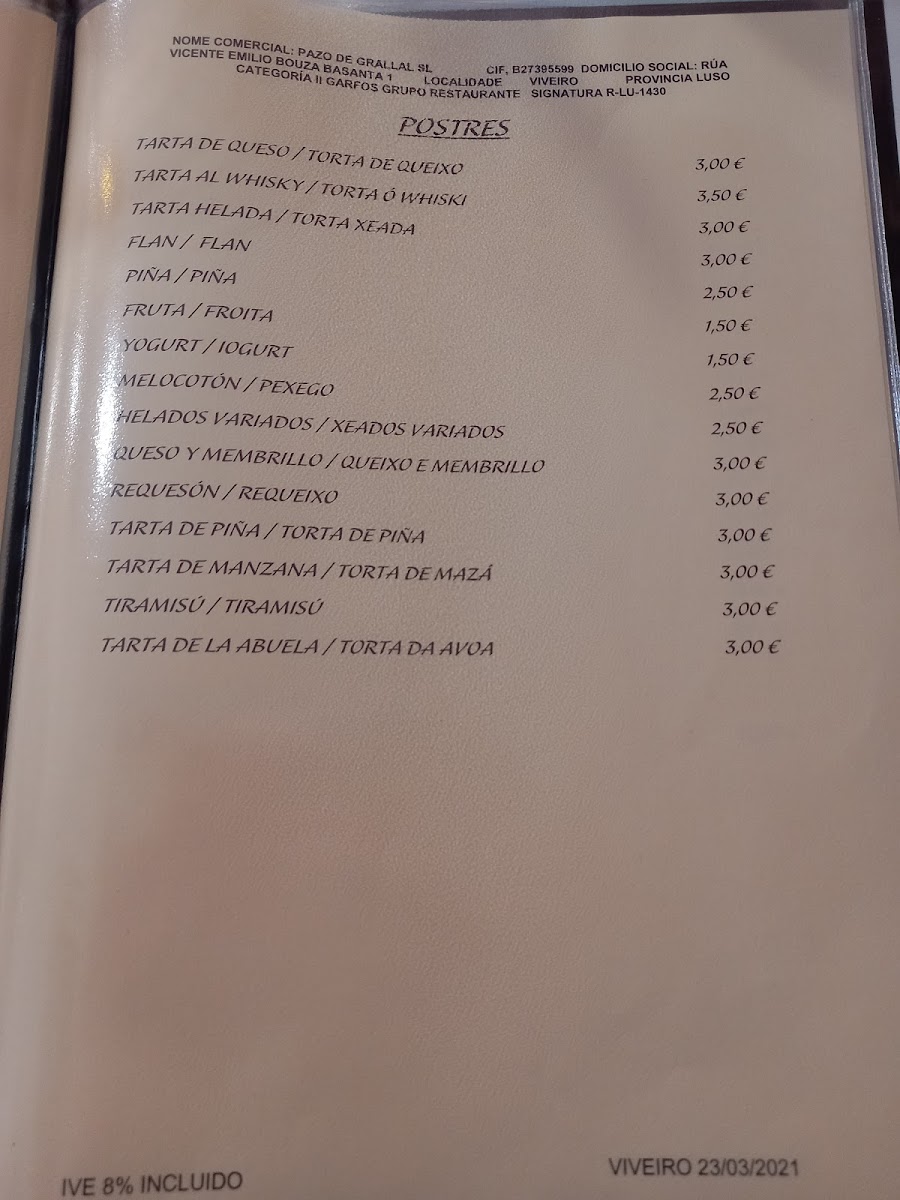 NOME COMERCIAL: PAZO DE GRALLAL SL CIF, B27395599 DOMICILIO SOCIAL: RÚA
VICENTE EMILIO BOUZA BASANTA 1 LOCALIDADE VIVEIRO PROVINCIA LUSO
CATEGORÍA II GARFOS GRUPO RESTAURANTE SIGNATURA R-LU-1430
POSTRES
TARTA DE QUESO / TORTA DE QUEIXO 3,00 €
TARTA AL WHISKY / TORTA Ó WHISKI 3,50 €
TARTA HELADA / TORTA XEADA 3,00 €
FLAN / FLAN 3,00 €
PIÑA / PIÑA 2,50 €
FRUTA / FROITA 1,50 €
YOGURT / IOGURT 1,50 €
MELOCOTÓN / PEXEGO 2,50 €
HELADOS VARIADOS / XEADOS VARIADOS 2,50 €
QUESO Y MEMBRILLO / QUEIXO E MEMBRILLO 3,00 €
REQUESÓN / REQUEIXO 3,00 €
TARTA DE PIÑA / TORTA DE PIÑA 3,00 €
TARTA DE MANZANA / TORTA DE MAZÁ 3,00 €
TIRAMISÚ / TIRAMISÚ 3,00 €
TARTA DE LA ABUELA / TORTA DA AVOA 3,00 €
IVE 8% INCLUIDO VIVEIRO 23/03/2021